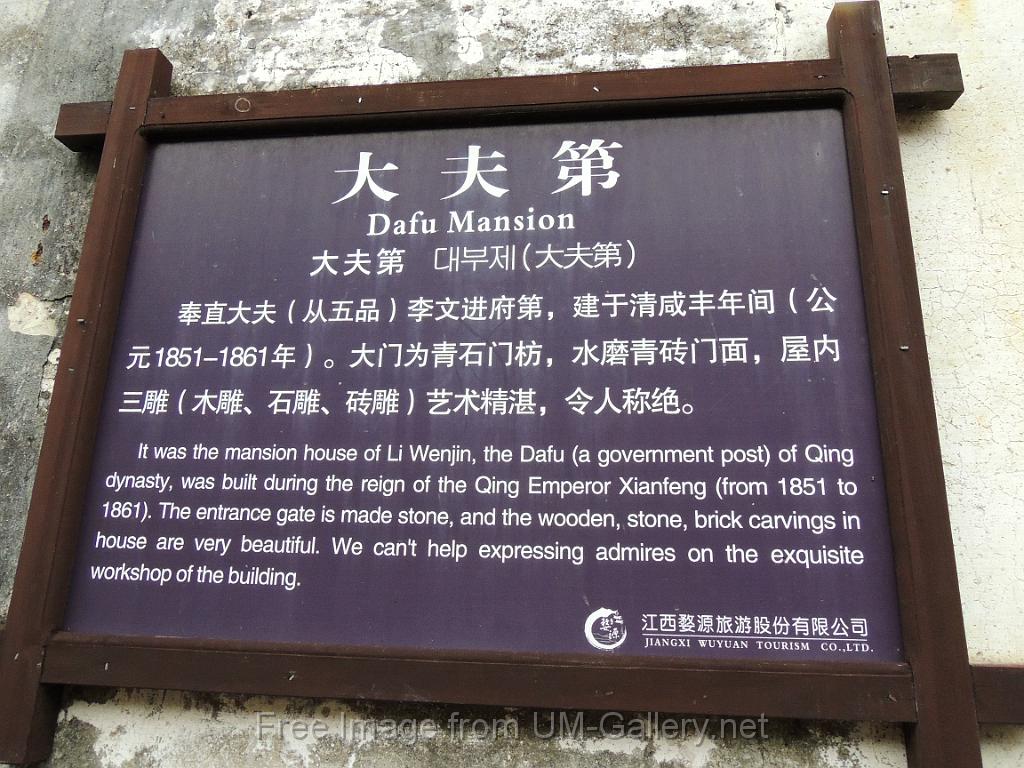 大夫第
Dafu Mansion
大夫第 대부제(大夫第)
奉直大夫(从五品)李文进府第,建于清咸丰年间(公
元1851-1861年)。大门为青石门枋,水磨青砖门面,屋内
三雕(木雕、石雕、砖雕)艺术精湛,令人称绝。
It was the mansion house of Li Wenjin, the Dafu (a government post) of Qing
dynasty, was built during the reign of the Qing Emperor Xianfeng (from 1851 to
1861). The entrance gate is made stone, and the wooden, stone, brick carvings in
house are very beautiful. We can't help expressing admires on the exquisite
workshop of the building.
江西婺源旅游股份有限公司
JIANGXI WUYUAN TOURISM CO.,LTD.
Free Image from UM-Gallery.net